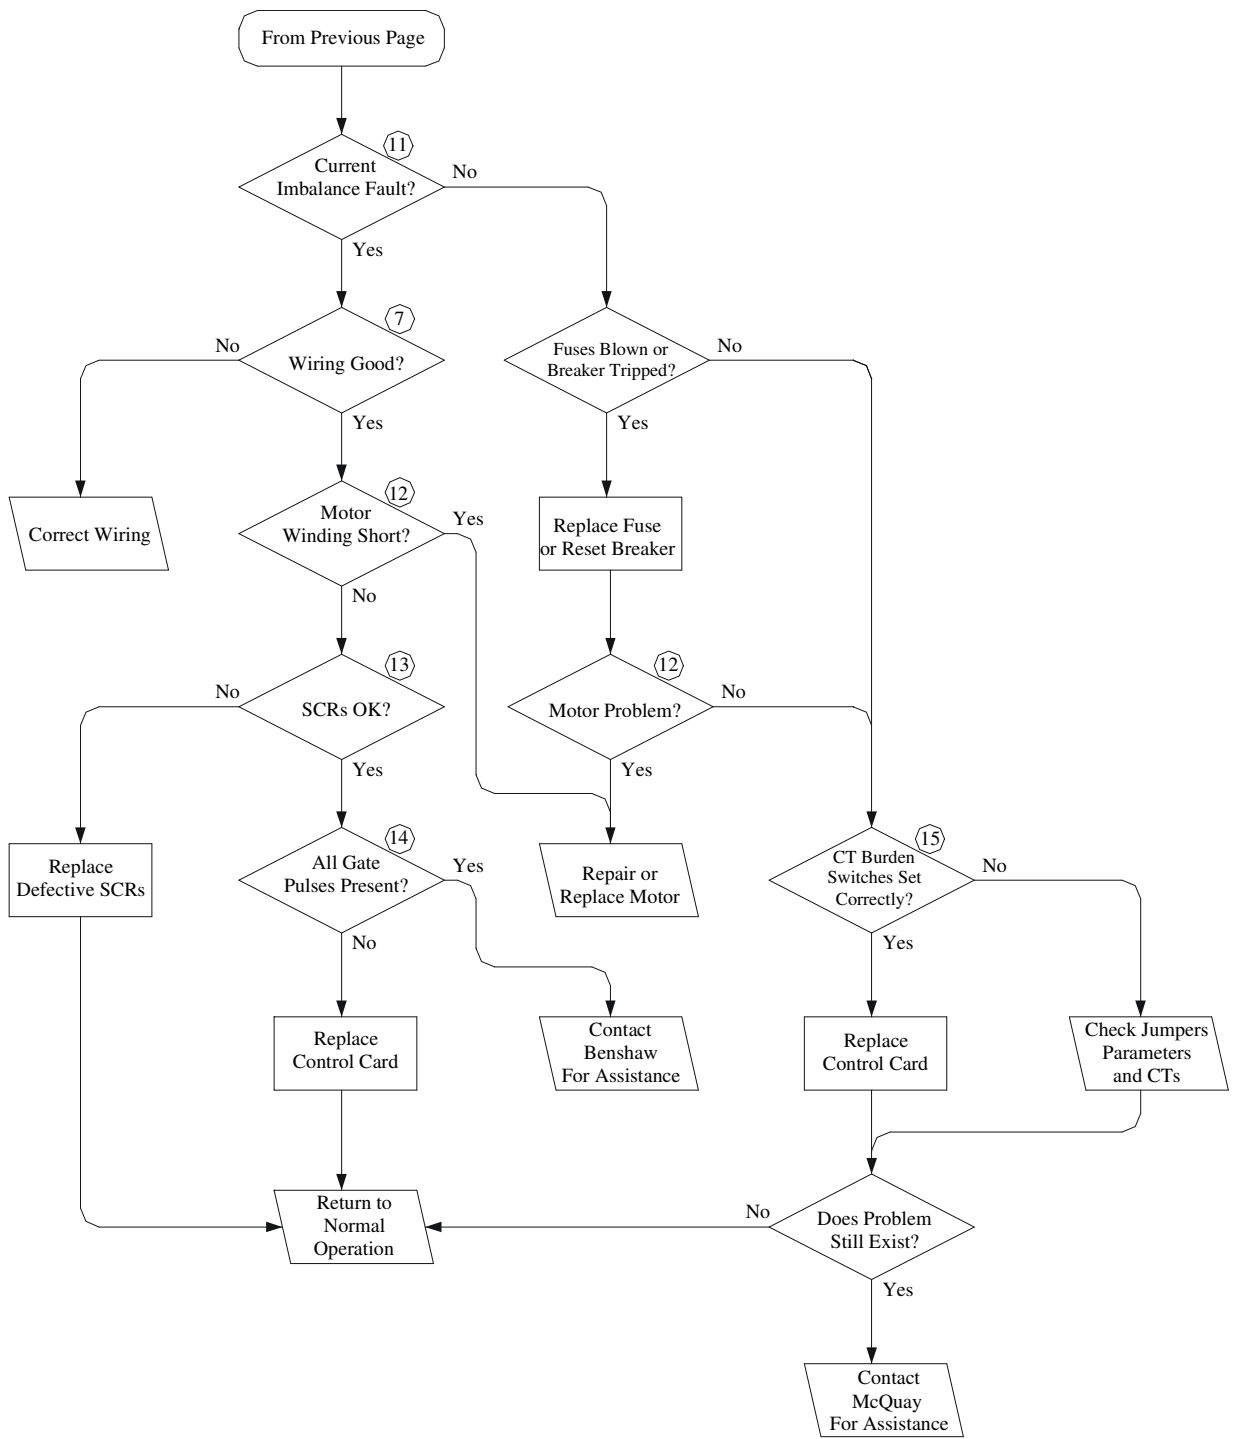 From Previous Page
11
Current
Imbalance Fault?
No
Yes
7
No
Wiring Good?
Yes
Fuses Blown or
Breaker Tripped?
No
Yes
Correct Wiring
12
Motor
Winding Short?
Yes
No
Replace Fuse
or Reset Breaker
13
No
SCRs OK?
Yes
12
Motor Problem?
No
Yes
Replace
Defective SCRs
14
All Gate
Pulses Present?
Yes
No
Repair or
Replace Motor
15
CT Burden
Switches Set
Correctly?
No
Yes
Replace
Control Card
Contact
Benshaw
For Assistance
Replace
Control Card
Check Jumpers
Parameters
and CTs
Return to
Normal
Operation
No
Does Problem
Still Exist?
Yes
Contact
McQuay
For Assistance